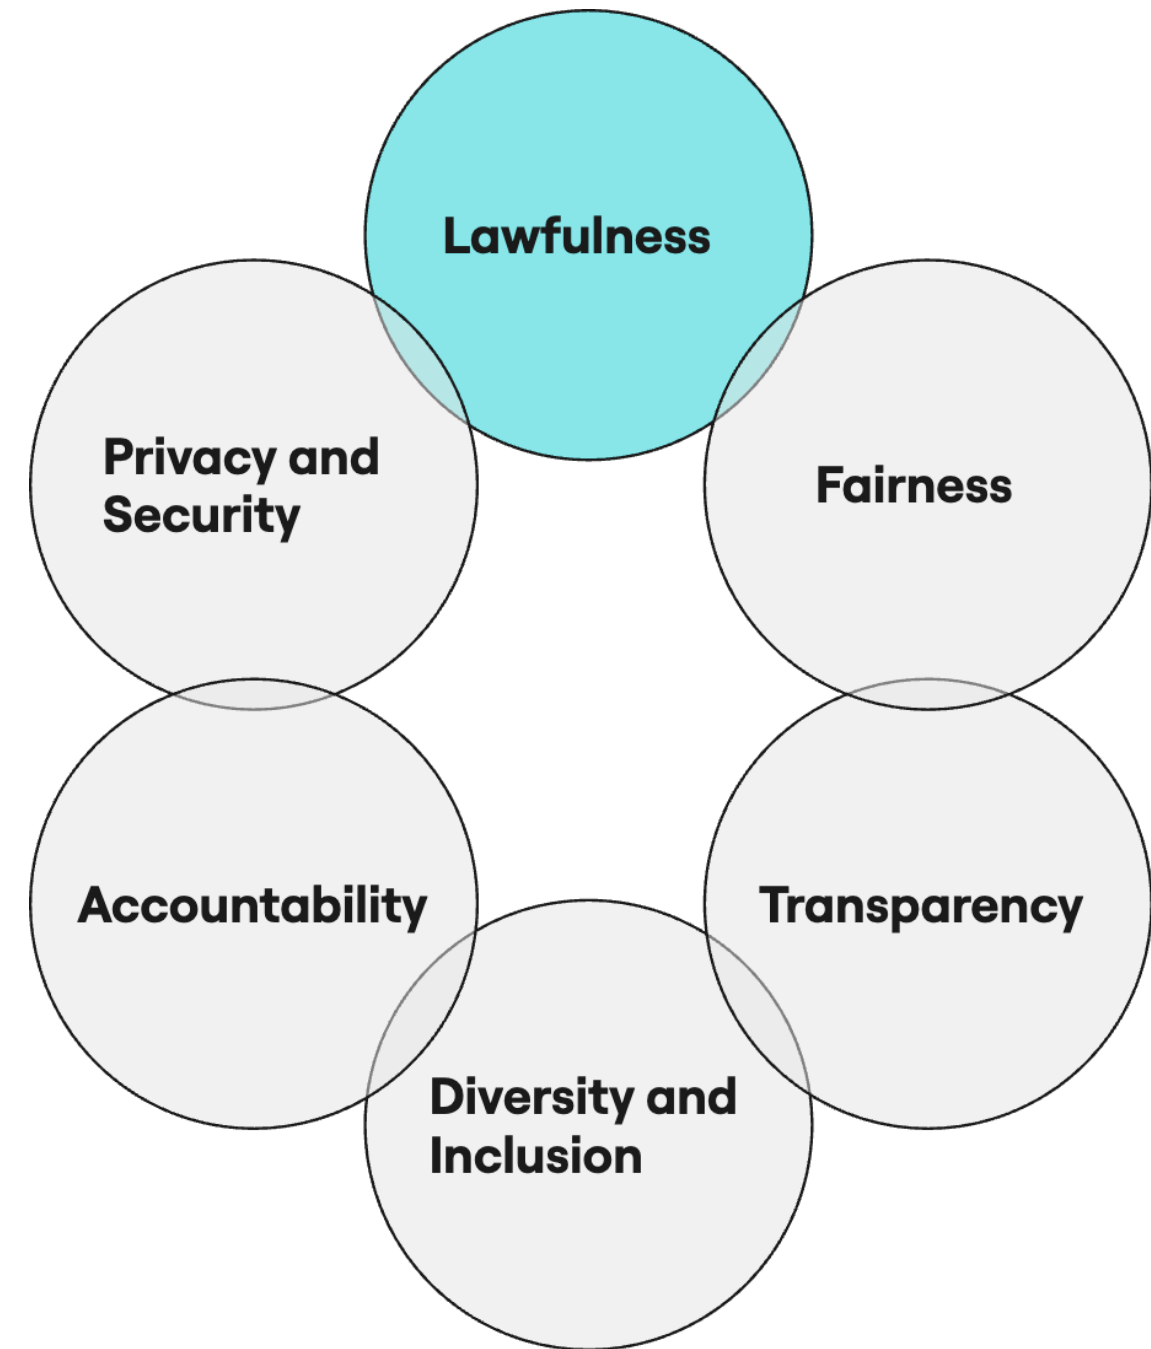 Lawfulness
Privacy and
Security
Fairness
Accountability
Transparency
Diversity and
Inclusion